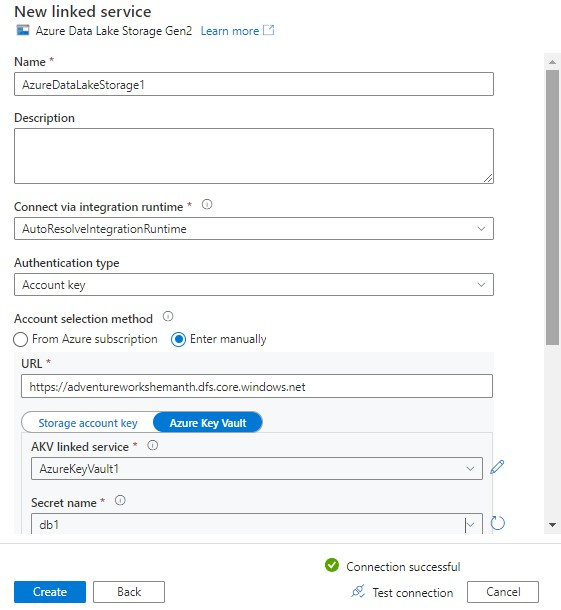 New linked service
Azure Data Lake Storage Gen2 Learn more
Name *
AzureDataLakeStorage1
Description
Connect via integration runtime *
AutoResolveIntegrationRuntime
Authentication type
Account key
Account selection method
From Azure subscription Enter manually
URL *
https://adventureworkshemanth.dfs.core.windows.net
Storage account key Azure Key Vault
AKV linked service *
AzureKeyVault1
Secret name *
db1
Connection successful
Create Back Test connection Cancel